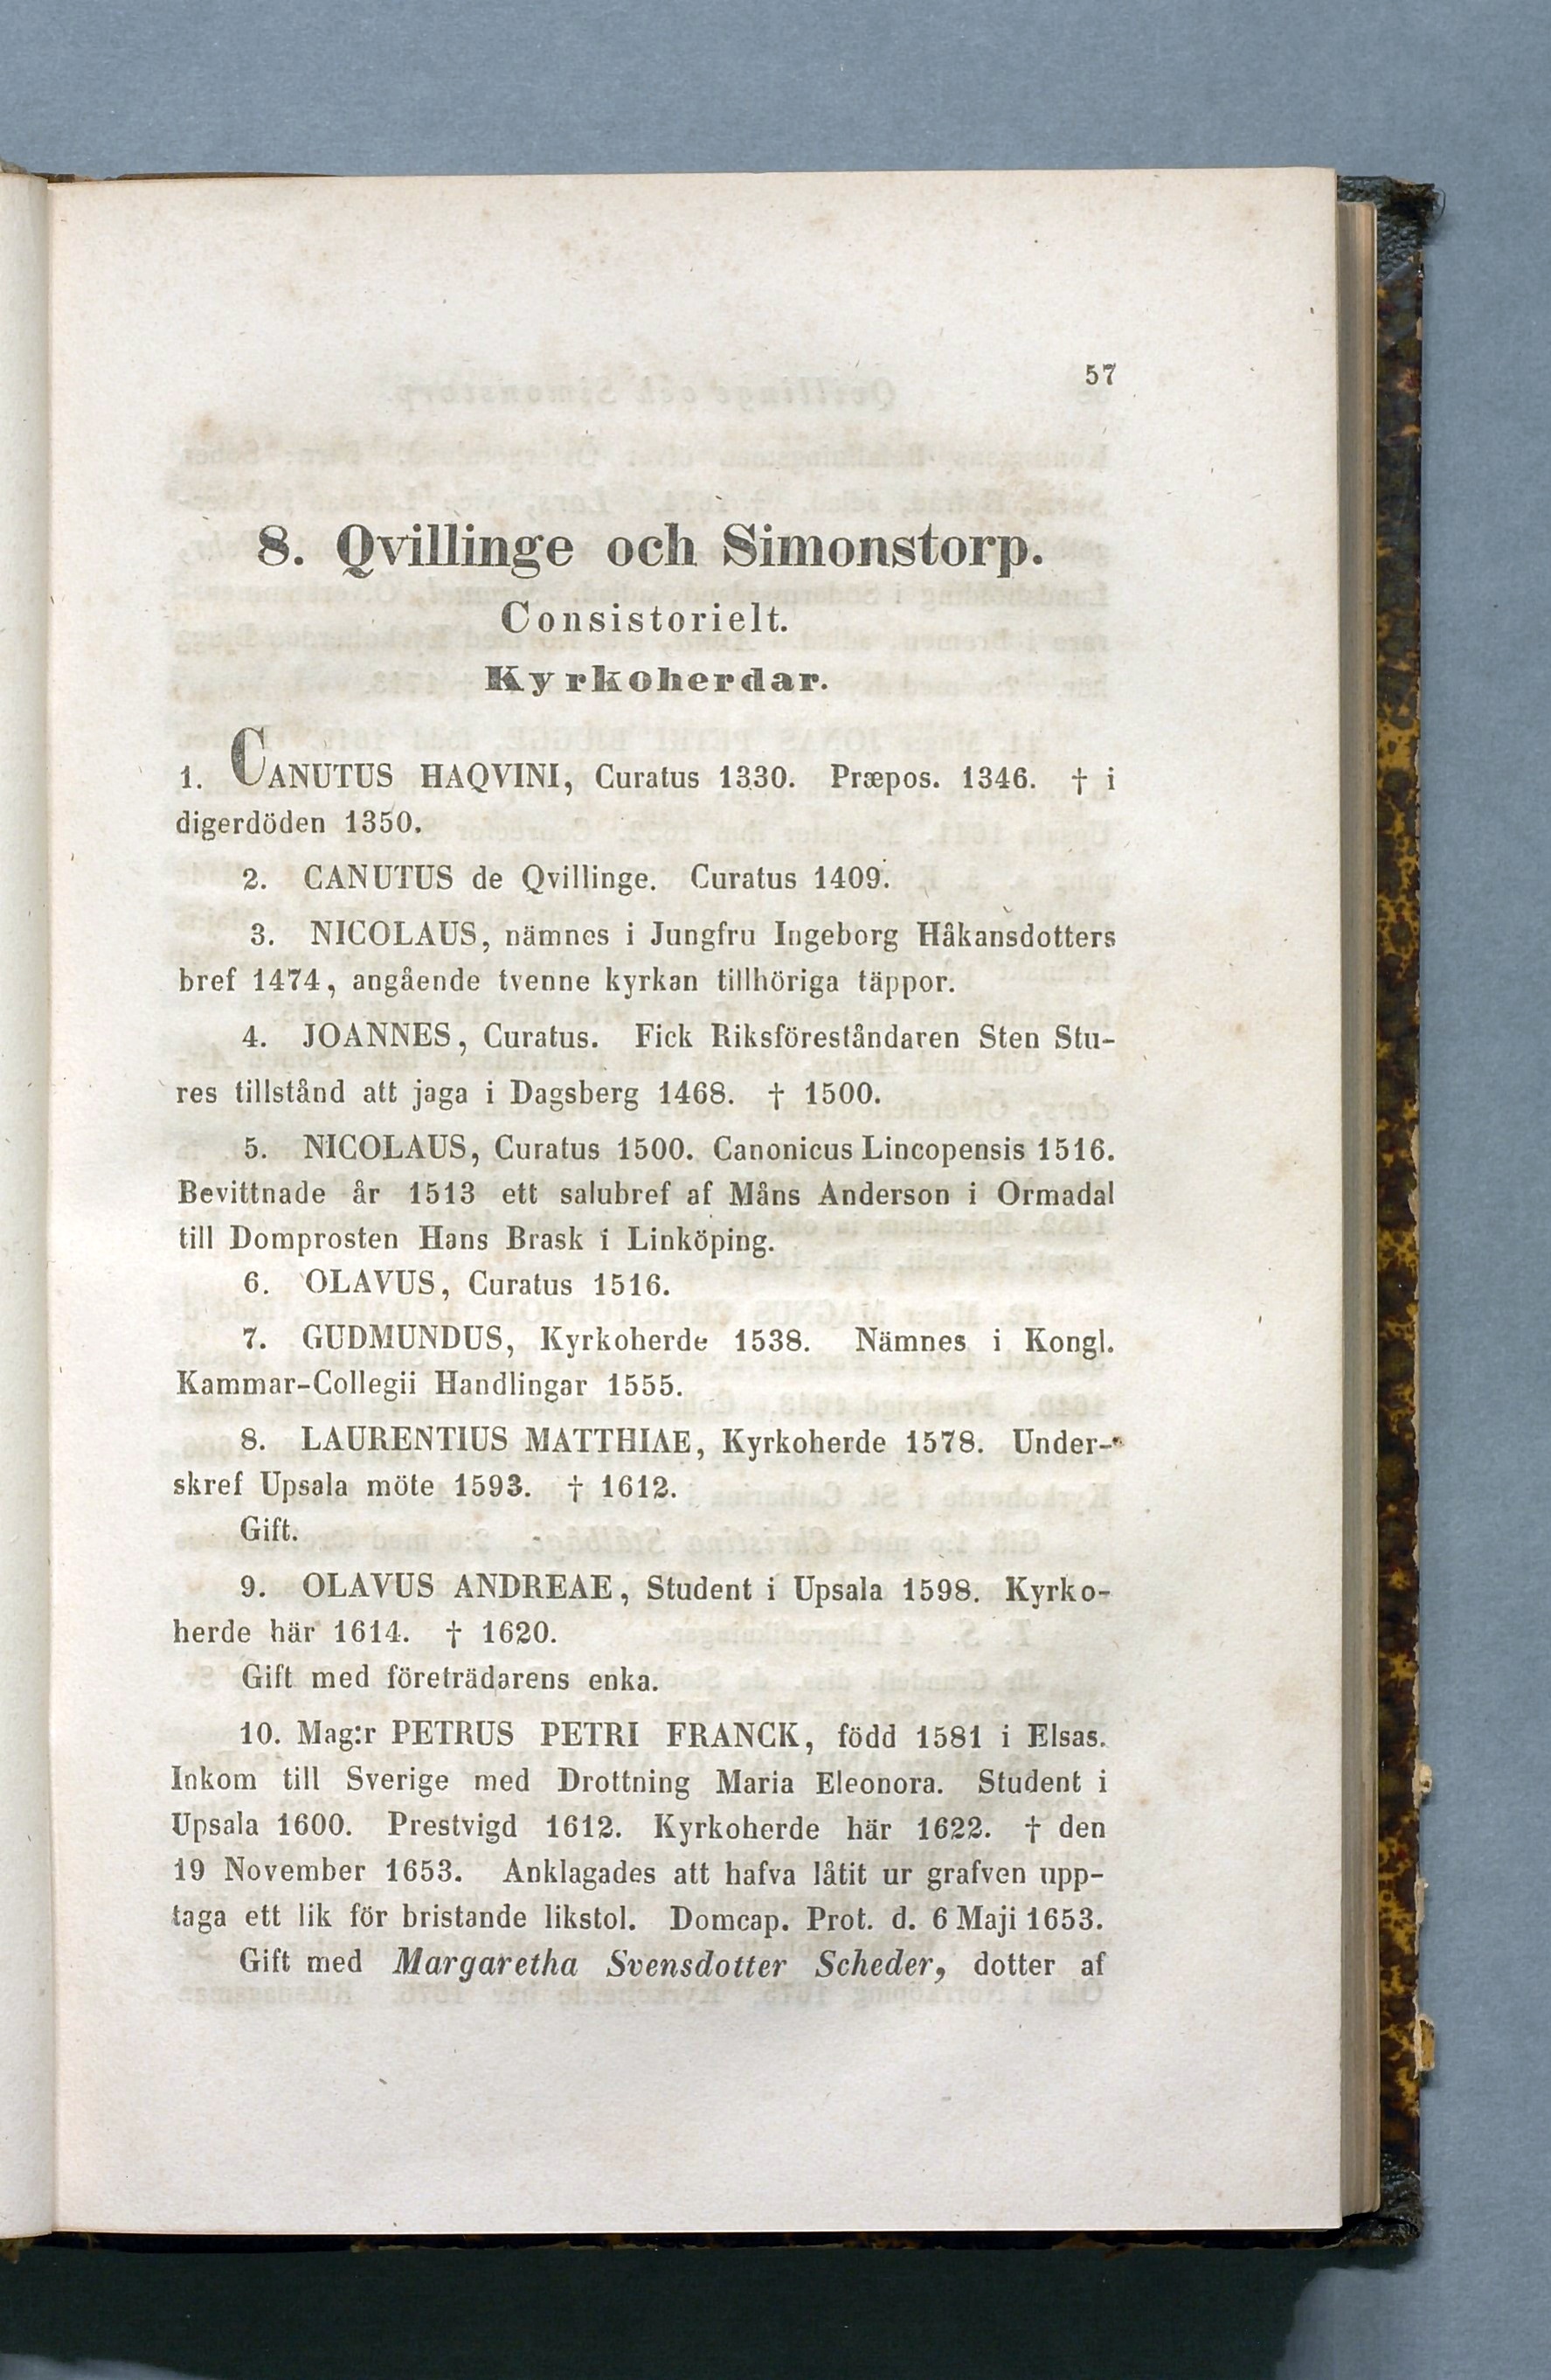 57
8. Qvillinge och Simonstorp.
Consistorielt.
Kyrkoherdar.
1. CANUTUS HAQVINI, Curatus 1330. Præpos. 1346. † i
digerdöden 1350.
2. CANUTUS de Qvillinge. Curatus 1409.
3. NICOLAUS, nämnes i Jungfru Ingeborg Håkansdotters
bref 1474, angående tvenne kyrkan tillhöriga täppor.
4. JOANNES, Curatus. Fick Riksföreståndaren Sten Stu-
res tillstånd att jaga i Dagsberg 1468. † 1500.
5. NICOLAUS, Curatus 1500. Canonicus Lincopensis 1516.
Bevittnade år 1513 ett salubref af Måns Anderson i Ormadal
till Domprosten Hans Brask i Linköping.
6. OLAVUS, Curatus 1516.
7. GUDMUNDUS, Kyrkoherde 1538. Nämnes i Kongl.
Kammar-Collegii Handlingar 1555.
8. LAURENTIUS MATTHIAE, Kyrkoherde 1578. Under-
skref Upsala möte 1593. † 1612.
Gift.
9. OLAVUS ANDREAE, Student i Upsala 1598. Kyrko-
herde här 1614. † 1620.
Gift med företrädarens enka.
10. Mag:r PETRUS PETRI FRANCK, född 1581 i Elsas.
Inkom till Sverige med Drottning Maria Eleonora. Student i
Upsala 1600. Prestvigd 1612. Kyrkoherde här 1622. † den
19 November 1653. Anklagades att hafva låtit ur grafven upp-
taga ett lik för bristande likstol. Domcap. Prot. d. 6 Maji 1653.
Gift med Margaretha Svensdotter Scheder, dotter af